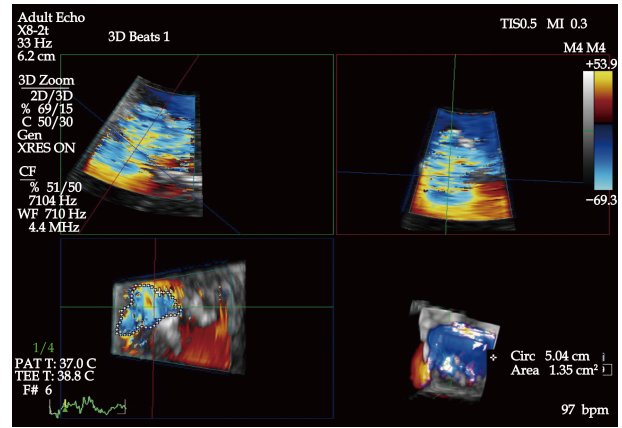 Adult Echo
X8-2t
33 Hz
6.2 cm
3D Beats 1
TIS0.5 MI 0.3
M4 M4
+53.9
-69.3
3D Zoom
2D/3D
% 69/15
C 50/30
Gen
XRES ON
CF
% 51/50
7104 Hz
WF 710 Hz
4.4 MHz
1/4
PAT T: 37.0 C
TEE T: 38.8 C
F# 6
Circ 5.04 cm
Area 1.35 cm²
97 bpm